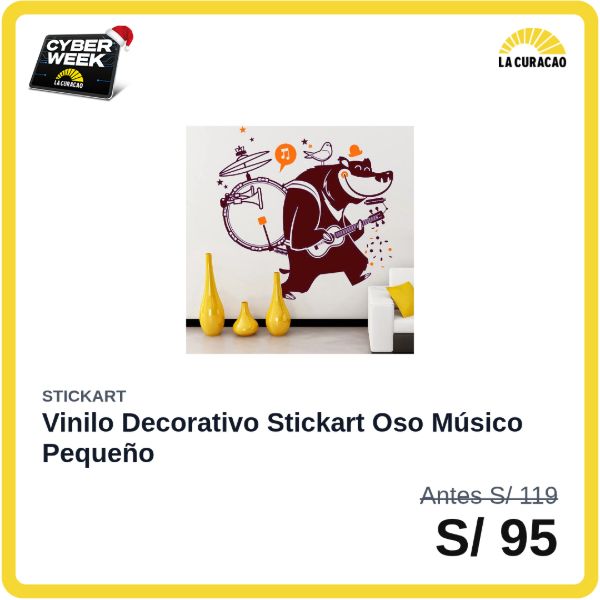 CYBER
WEEK
LA CURACAO
LA CURACAO
STICKART
Vinilo Decorativo Stickart Oso Músico
Pequeño
Antes S/ 119
S/ 95